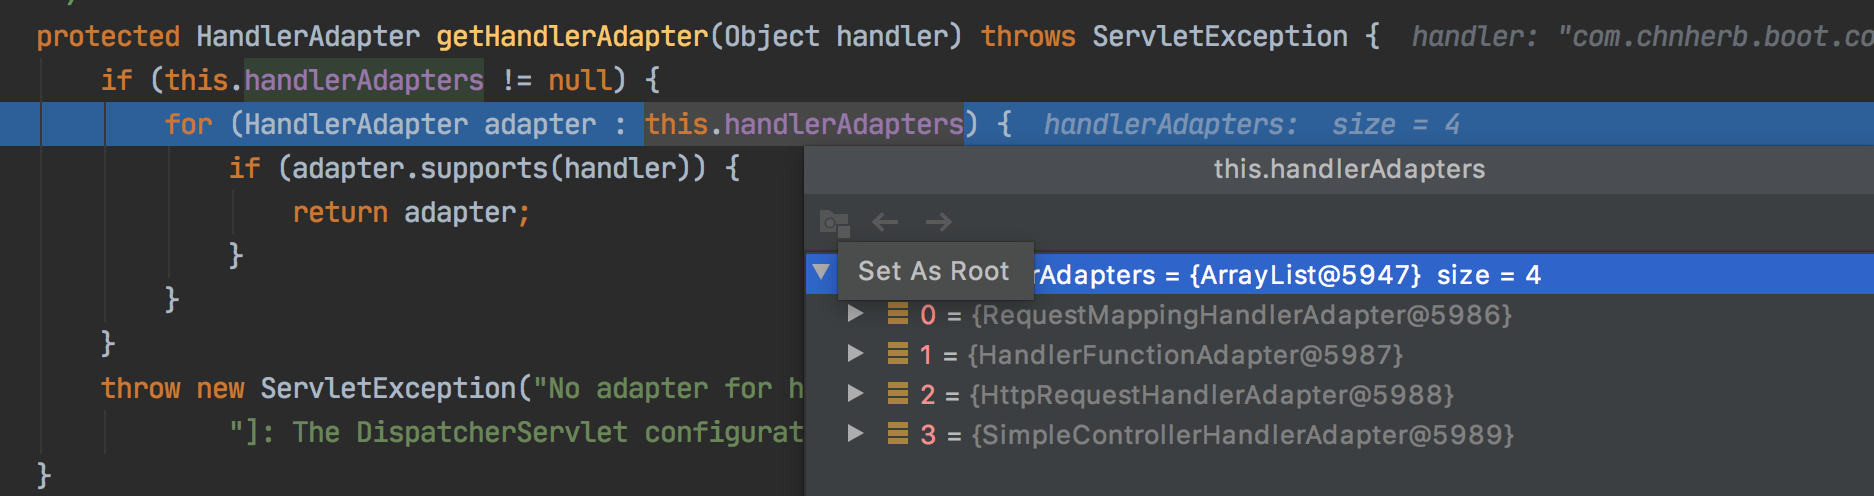 protected HandlerAdapter getHandlerAdapter(Object handler) throws ServletException {  handler: "com.chnherb.boot.co
if (this.handlerAdapters != null) {
for (HandlerAdapter adapter : this.handlerAdapters) {  handlerAdapters:  size = 4
this.handlerAdapters
if (adapter.supports(handler)) {
return adapter;
}
}
}
throw new ServletException("No adapter for h
"]: The DispatcherServlet configurat
}
Set As Root
rAdapters = {ArrayList@5947}  size = 4
0 = {RequestMappingHandlerAdapter@5986}
1 = {HandlerFunctionAdapter@5987}
2 = {HttpRequestHandlerAdapter@5988}
3 = {SimpleControllerHandlerAdapter@5989}